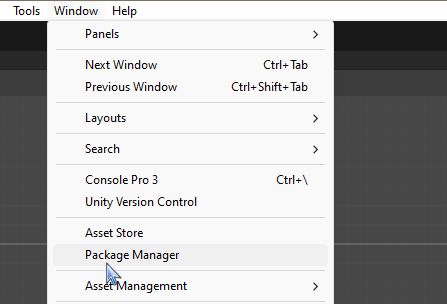 Tools Window Help
Panels
Next Window Ctrl+Tab
Previous Window Ctrl+Shift+Tab
Layouts
Search
Console Pro 3 Ctrl+\
Unity Version Control
Asset Store
Package Manager
Asset Management